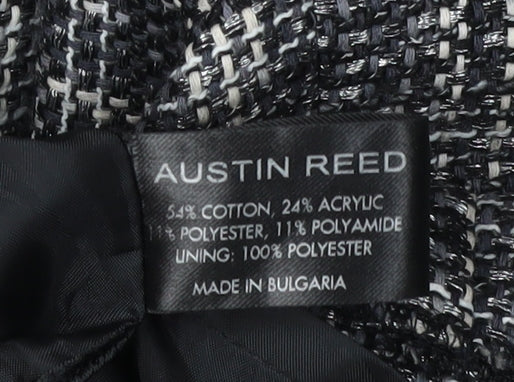 AUSTIN REED
54% COTTON, 24% ACRYLIC
11% POLYESTER, 11% POLYAMIDE
LINING: 100% POLYESTER
MADE IN BULGARIA